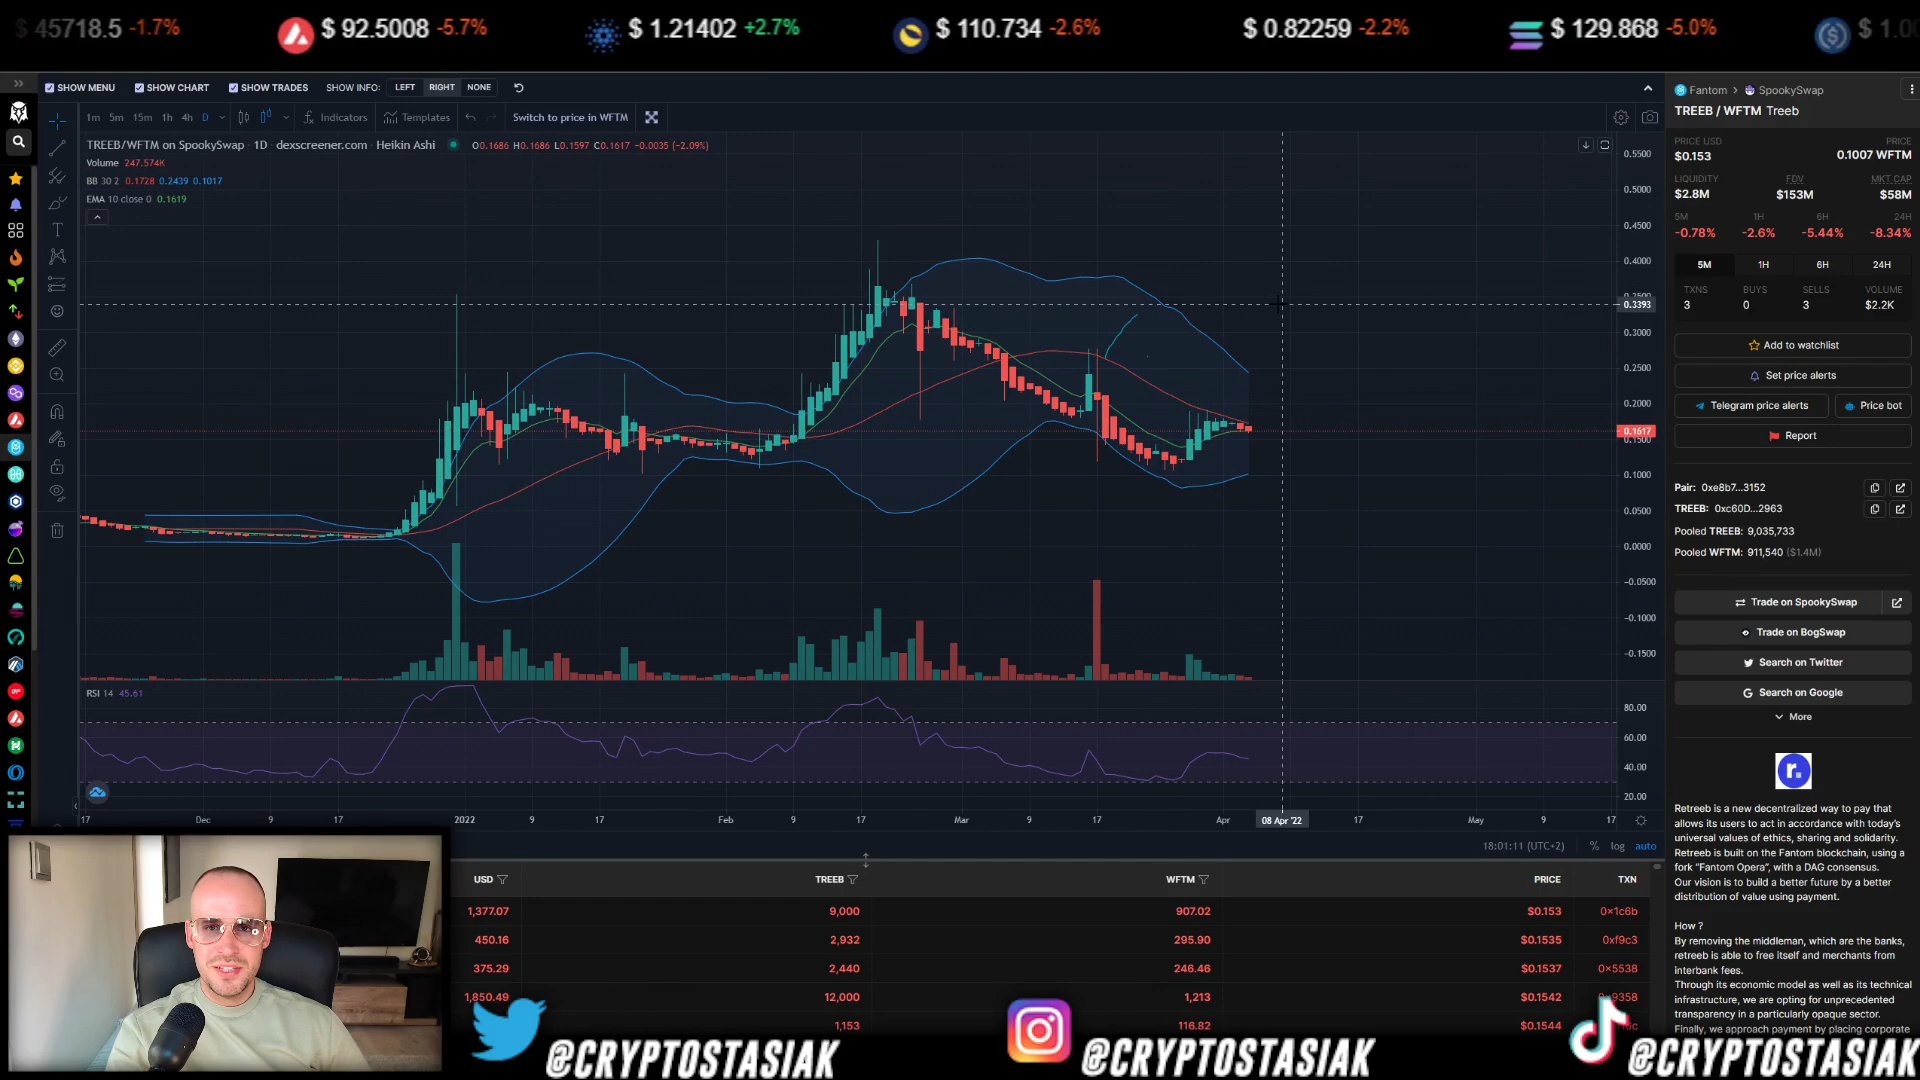 $ 45718.5 -1.7% $ 92.5008 -5.7% $ 1.21402 +2.7% $ 110.734 -2.6% $ 0.82259 -2.2% $ 129.868 -5.0% $ 1.00
SHOW MENU SHOW CHART SHOW TRADES SHOW INFO: LEFT RIGHT NONE
1m 5m 15m 1h 4h D Indicators Templates Switch to price in WFTM
TREEB/WFTM on SpookySwap · 1D · dexscreener.com · Heikin Ashi O0.1686 H0.1686 L0.1597 C0.1617 -0.0035 (-2.09%)
Volume 247.574K
BB 30 2 0.1728 0.2439 0.1017
EMA 10 close 0 0.1619
0.5500
0.5000
0.4500
0.4000
0.3393
0.3000
0.2500
0.2000
0.1617
0.1500
0.1000
0.0500
0.0000
-0.0500
-0.1000
-0.1500
RSI 14 45.61
80.00
60.00
40.00
20.00
17 Dec 9 17 2022 9 17 Feb 9 17 Mar 9 17 Apr 08 Apr '22 17 May 9 17
18:01:11 (UTC+2) % log auto
Fantom > SpookySwap
TREEB / WFTM Treeb
PRICE USD PRICE
$0.153 0.1007 WFTM
LIQUIDITY FDV MKT CAP
$2.8M $153M $58M
5M 1H 6H 24H
-0.78% -2.6% -5.44% -8.34%
5M 1H 6H 24H
TXNS BUYS SELLS VOLUME
3 0 3 $2.2K
Add to watchlist
Set price alerts
Telegram price alerts Price bot
Report
Pair: 0xe8b7...3152
TREEB: 0xc60D...2963
Pooled TREEB: 9,035,733
Pooled WFTM: 911,540 ($1.4M)
Trade on SpookySwap
Trade on BogSwap
Search on Twitter
Search on Google
More
r.
Retreeb is a new decentralized way to pay that
allows its users to act in accordance with today's
universal values of ethics, sharing and solidarity.
Retreeb is built on the Fantom blockchain, using a
fork "Fantom Opera", with a DAG consensus.
Our vision is to build a better future by a better
distribution of value using payment.
How ?
By removing the middleman, which are the banks,
retreeb is able to free itself and merchants from
interbank fees.
Through its economic model as well as its technical
infrastructure, we are opting for unprecedented
transparency in a particularly opaque sector.
Finally, we approach payment by placing corporate
USD TREEB WFTM PRICE TXN
1,377.07 9,000 907.02 $0.153 0x1c6b
450.16 2,932 295.90 $0.1535 0xf9c3
375.29 2,440 246.46 $0.1537 0x5538
1,850.49 12,000 1,213 $0.1542 9358
1,153 116.82 $0.1544
@CRYPTOSTASIAK @CRYPTOSTASIAK @CRYPTOSTASIAK